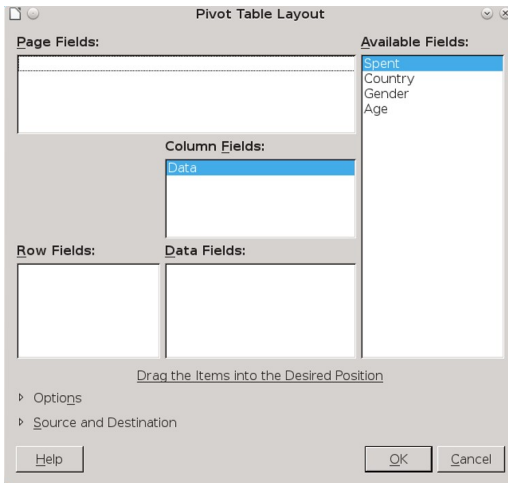 Pivot Table Layout
Page Fields:
Available Fields:
Spent
Country
Gender
Age
Column Fields:
Data
Row Fields:
Data Fields:
Drag the Items into the Desired Position
Options
Source and Destination
Help
OK
Cancel